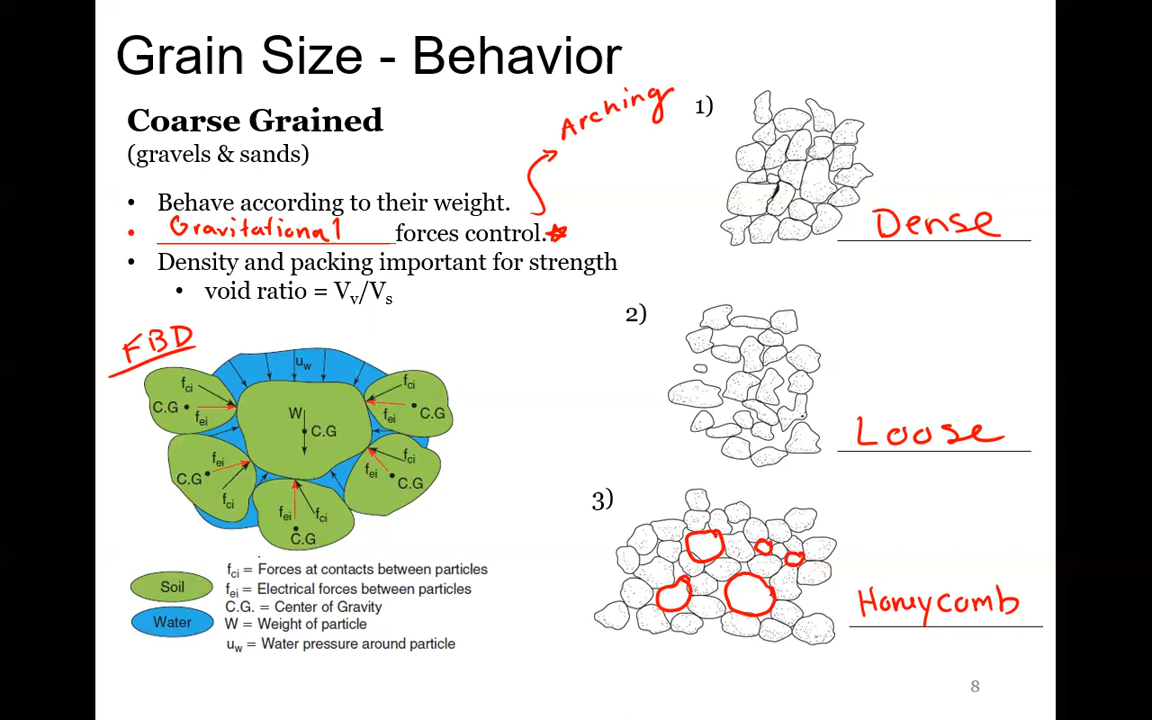 Grain Size - Behavior
Coarse Grained
(gravels & sands)
Arching
• Behave according to their weight.
• Gravitational forces control.*
• Density and packing important for strength
• void ratio = Vv/Vs
FBD
uw
fci
C.G
fei
W
C.G
fci
fei
C.G
fei
C.G
fci
fci
fei
C.G
fei
fci
C.G
Soil
Water
fci = Forces at contacts between particles
fei = Electrical forces between particles
C.G. = Center of Gravity
W = Weight of particle
uw = Water pressure around particle
1)
Dense
2)
Loose
3)
Honeycomb
8